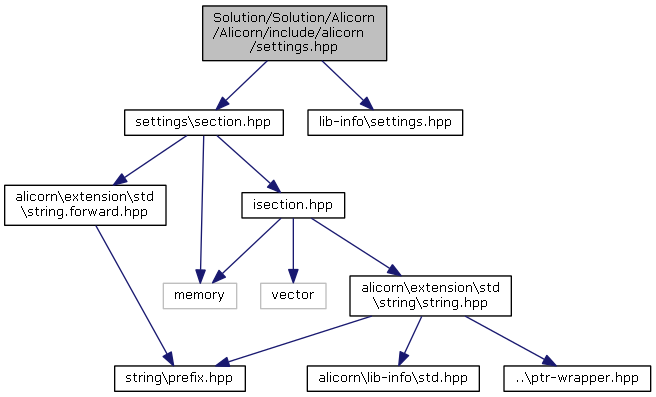 Solution/Solution/Alicorn
/Alicorn/include/alicorn
/settings.hpp
settings\section.hpp
lib-info\settings.hpp
alicorn\extension\std
\string.forward.hpp
isection.hpp
memory
vector
alicorn\extension\std
\string\string.hpp
string\prefix.hpp
alicorn\lib-info\std.hpp
..\ptr-wrapper.hpp